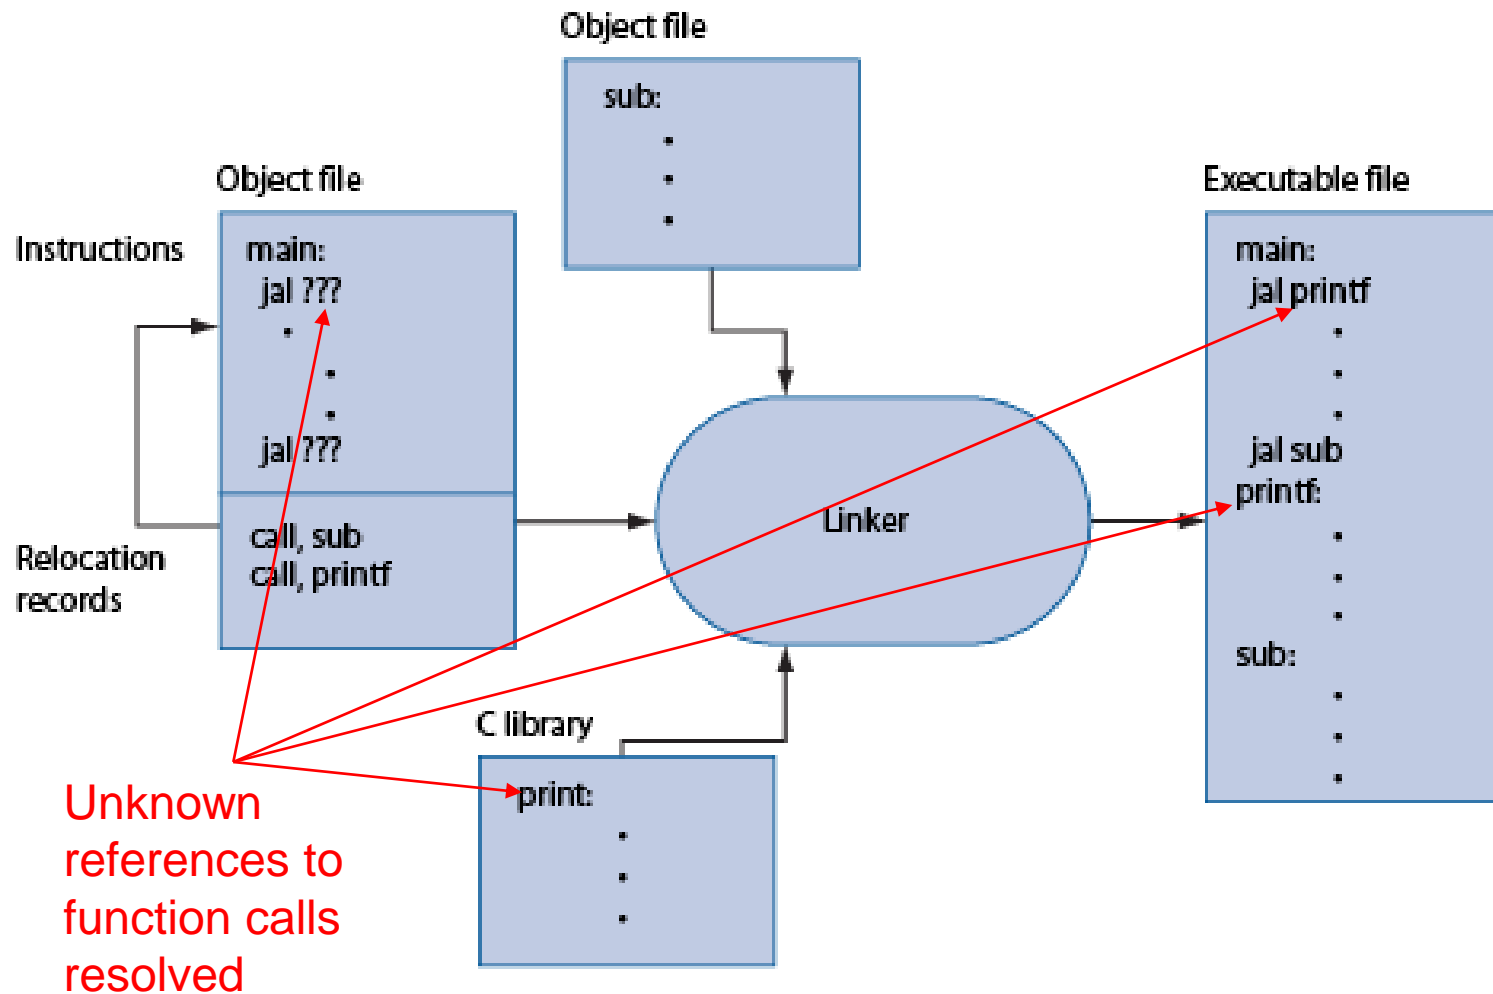 Object file
sub:
.
.
.
Object file
Instructions
main:
jal ???
.
.
.
jal ???
Relocation
records
call, sub
call, printf
Linker
C library
print:
.
.
.
Executable file
main:
jal printf
.
.
.
jal sub
printf:
.
.
.
sub:
.
.
.
Unknown
references to
function calls
resolved